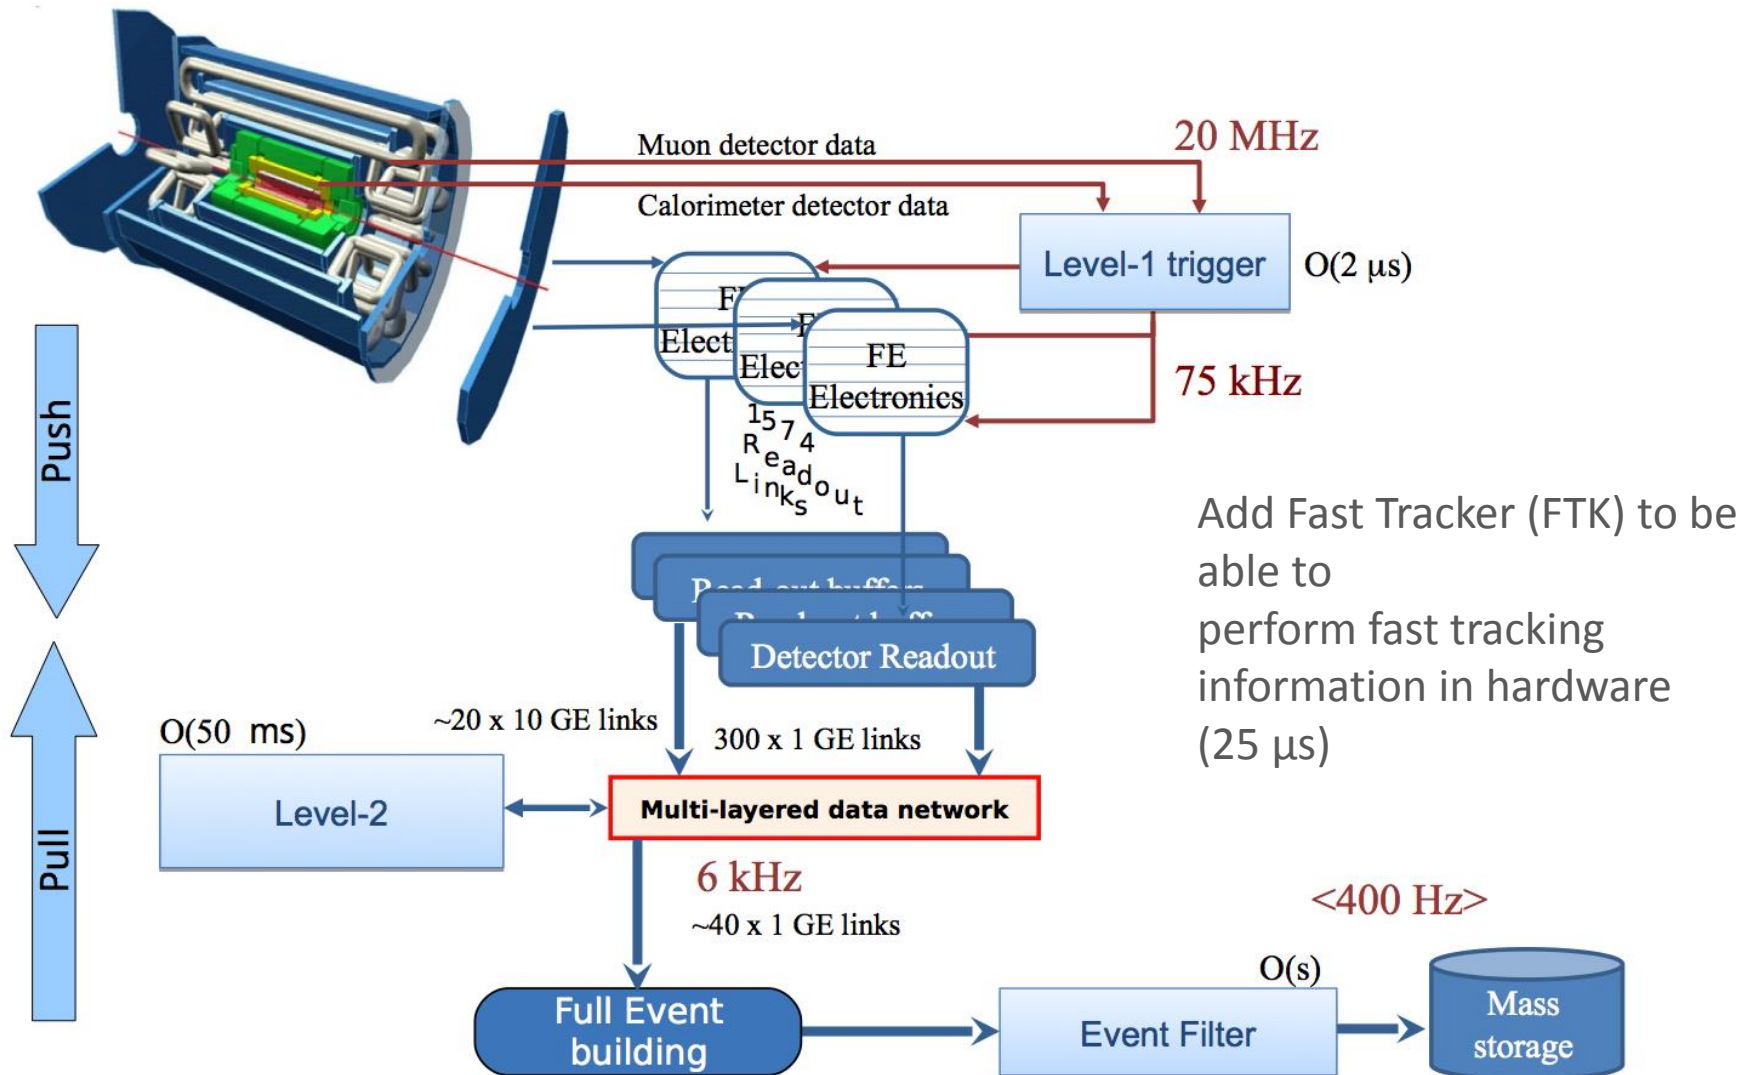 20 MHz
Muon detector data
Calorimeter detector data
Level-1 trigger
O(2 μs)
FE
Electronics
75 kHz
1574
Readout
Links
Push
Add Fast Tracker (FTK) to be
able to
perform fast tracking
information in hardware
(25 μs)
Detector Readout
~20 x 10 GE links
300 x 1 GE links
O(50 ms)
Level-2
Multi-layered data network
Pull
6 kHz
~40 x 1 GE links
<400 Hz>
O(s)
Full Event
building
Event Filter
Mass
storage